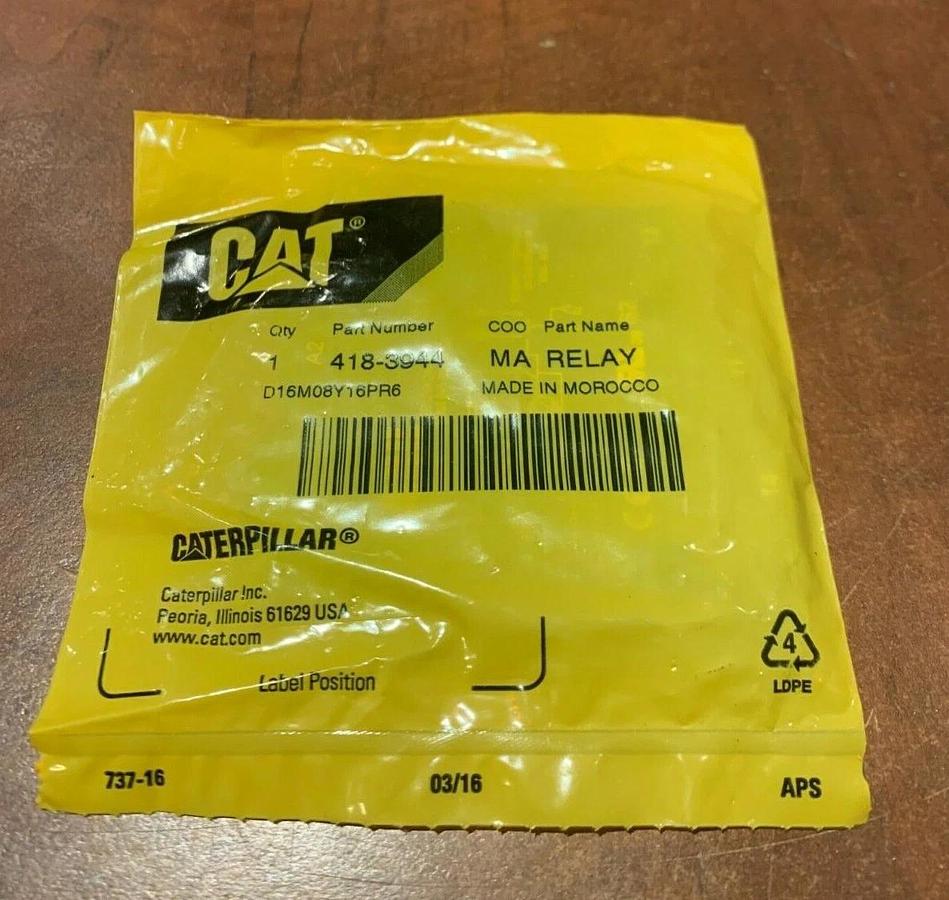 CAT®
Qty Part Number COO Part Name
1 418-3944 MA RELAY
D16M08Y16PR6 MADE IN MOROCCO
CATERPILLAR®
Caterpillar Inc.
Peoria, Illinois 61629 USA
www.cat.com
Label Position
4
LDPE
737-16 03/16 APS